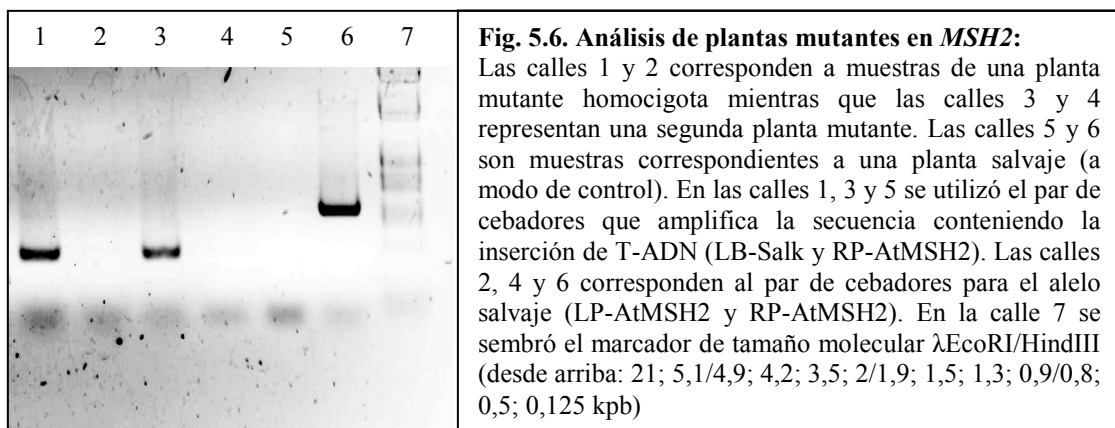 1 2 3 4 5 6 7
Fig. 5.6. Análisis de plantas mutantes en MSH2:
Las calles 1 y 2 corresponden a muestras de una planta
mutante homocigota mientras que las calles 3 y 4
representan una segunda planta mutante. Las calles 5 y 6
son muestras correspondientes a una planta salvaje (a
modo de control). En las calles 1, 3 y 5 se utilizó el par de
cebadores que amplifica la secuencia conteniendo la
inserción de T-ADN (LB-Salk y RP-AtMSH2). Las calles
2, 4 y 6 corresponden al par de cebadores para el alelo
salvaje (LP-AtMSH2 y RP-AtMSH2). En la calle 7 se
sembró el marcador de tamaño molecular λEcoRI/HindIII
(desde arriba: 21; 5,1/4,9; 4,2; 3,5; 2/1,9; 1,5; 1,3; 0,9/0,8;
0,5; 0,125 kpb)